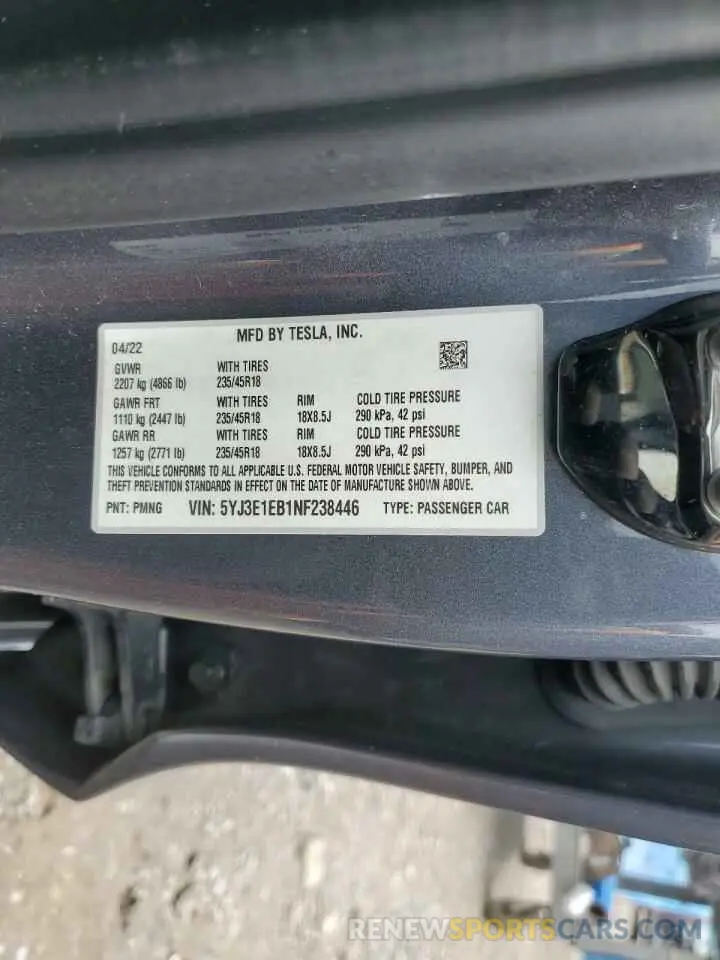 MFD BY TESLA, INC.
04/22
GVWR WITH TIRES
2207 kg (4866 lb) 235/45R18
GAWR FRT WITH TIRES RIM COLD TIRE PRESSURE
1110 kg (2447 lb) 235/45R18 18X8.5J 290 kPa, 42 psi
GAWR RR WITH TIRES RIM COLD TIRE PRESSURE
1257 kg (2771 lb) 235/45R18 18X8.5J 290 kPa, 42 psi
THIS VEHICLE CONFORMS TO ALL APPLICABLE U.S. FEDERAL MOTOR VEHICLE SAFETY, BUMPER, AND
THEFT PREVENTION STANDARDS IN EFFECT ON THE DATE OF MANUFACTURE SHOWN ABOVE.
PNT: PMNG VIN: 5YJ3E1EB1NF238446 TYPE: PASSENGER CAR
RENEWSPORTSCARS.COM